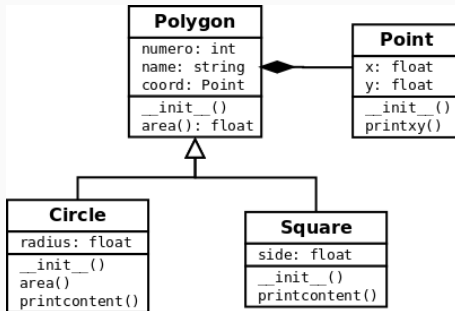 Polygon
numero: int
name: string
coord: Point
__init__()
area(): float
Point
x: float
y: float
__init__()
printxy()
Circle
radius: float
__init__()
area()
printcontent()
Square
side: float
__init__()
printcontent()